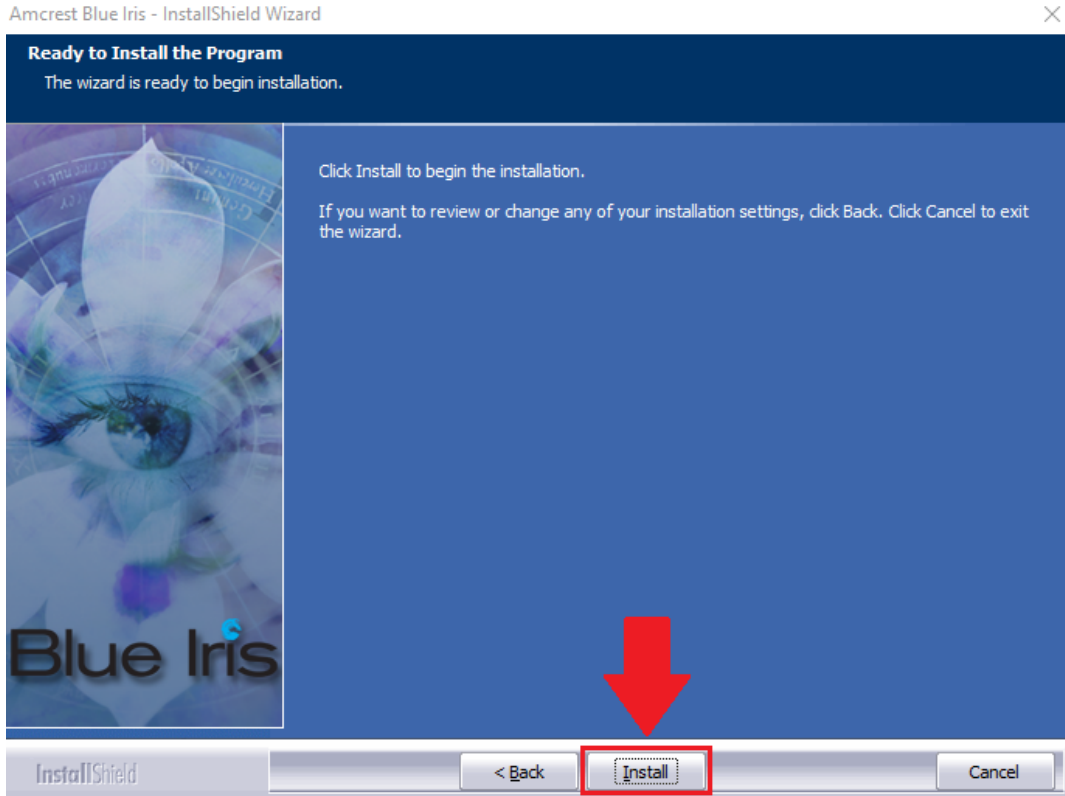 Amcrest Blue Iris - InstallShield Wizard
Ready to Install the Program
The wizard is ready to begin installation.
Click Install to begin the installation.
If you want to review or change any of your installation settings, click Back. Click Cancel to exit
the wizard.
Blue Iris
InstallShield
< Back
Install
Cancel